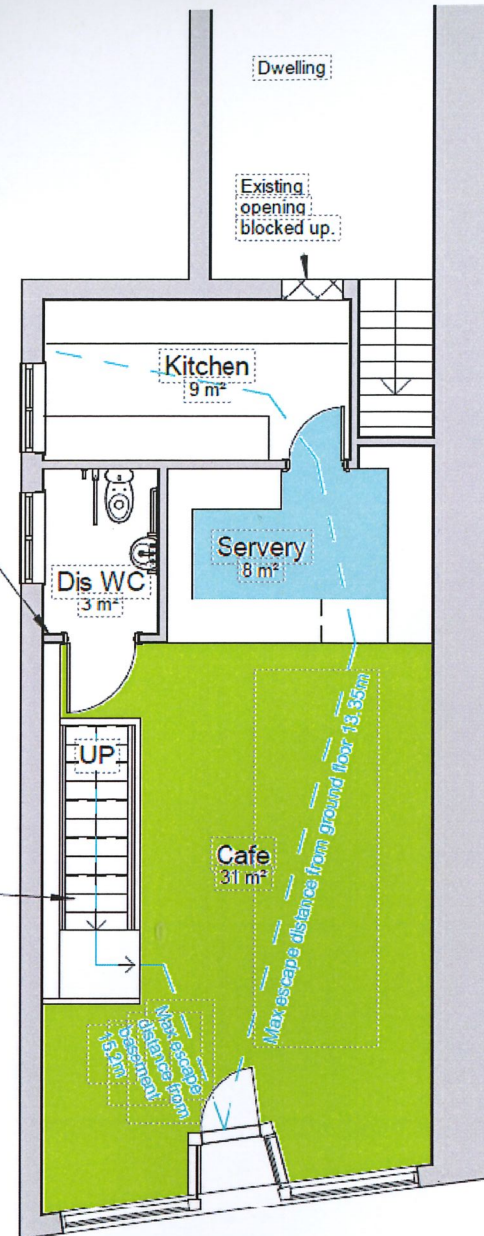 Dwelling
Existing
opening
blocked up.
Kitchen
9 m²
Servery
8 m²
Dis WC
3 m²
UP
Cafe
31 m²
Max escape distance from ground floor 13.35m
Max escape
distance from
basement
15.2m